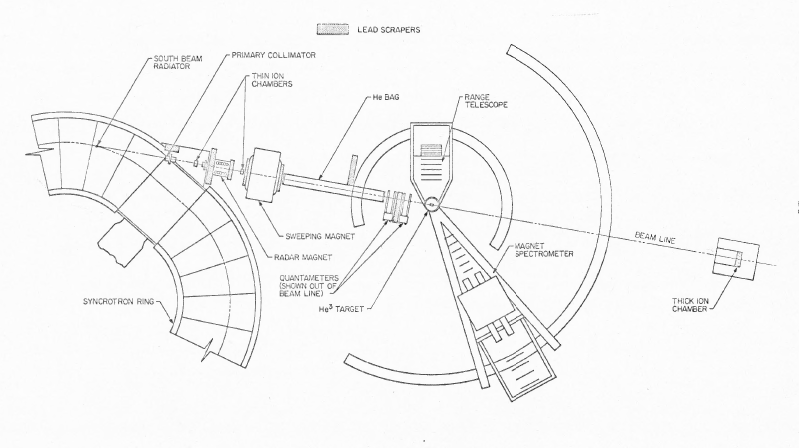 LEAD SCRAPERS
SOUTH BEAM
RADIATOR
PRIMARY COLLIMATOR
THIN ION
CHAMBERS
He BAG
RANGE
TELESCOPE
SWEEPING MAGNET
RADAR MAGNET
QUANTAMETERS
(SHOWN OUT OF
BEAM LINE)
He³ TARGET
SYNCROTRON RING
MAGNET
SPECTROMETER
BEAM LINE
THICK ION
CHAMBER